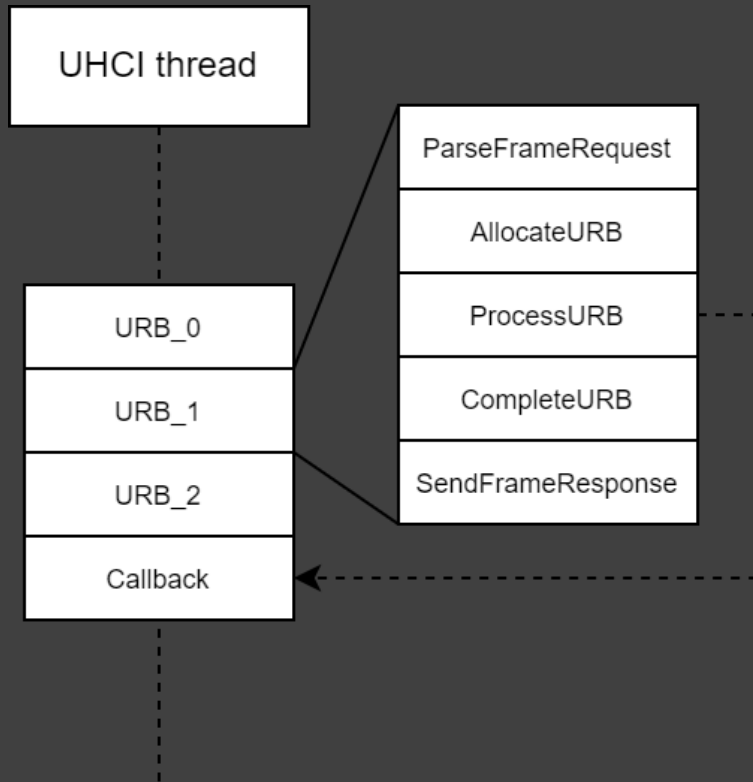 UHCI thread
URB_0
URB_1
URB_2
Callback
ParseFrameRequest
AllocateURB
ProcessURB
CompleteURB
SendFrameResponse